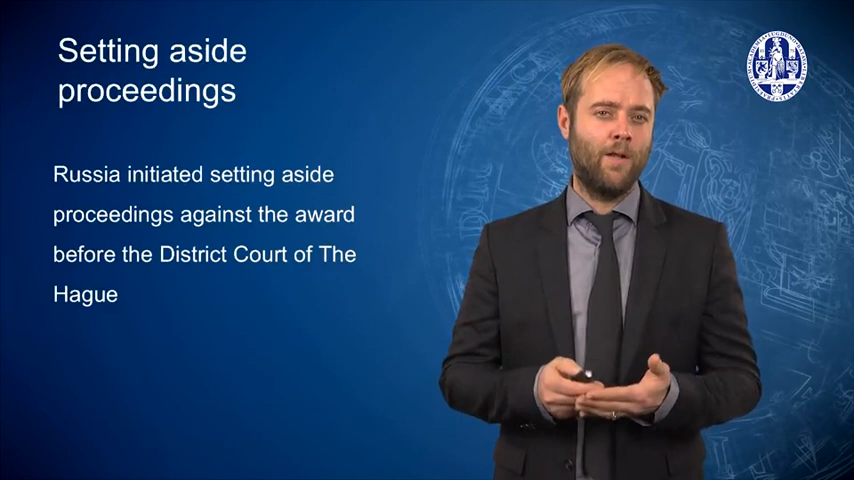 Setting aside
proceedings
Russia initiated setting aside
proceedings against the award
before the District Court of The
Hague